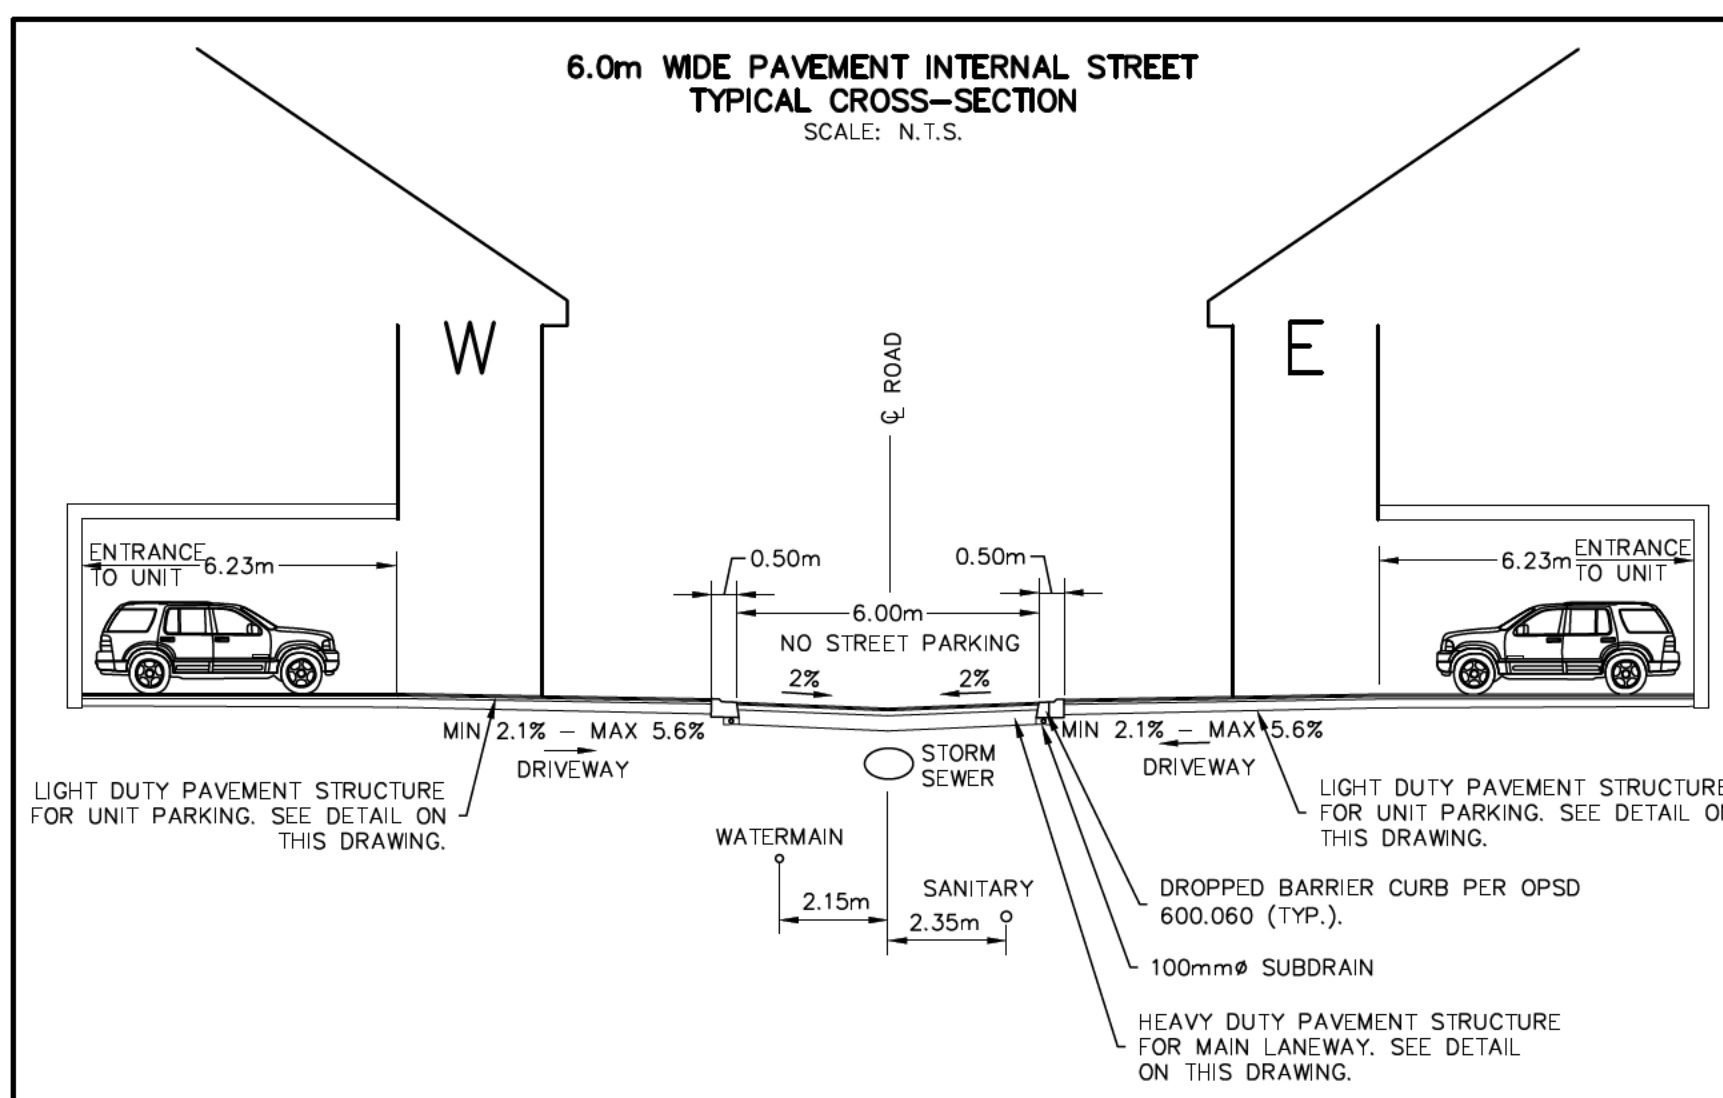 6.0m WIDE PAVEMENT INTERNAL STREET
TYPICAL CROSS-SECTION
SCALE: N.T.S.
W
E
℄ ROAD
ENTRANCE
TO UNIT
6.23m
0.50m
0.50m
6.23m
ENTRANCE
TO UNIT
6.00m
NO STREET PARKING
2%
2%
MIN 2.1% - MAX 5.6%
DRIVEWAY
MIN 2.1% - MAX 5.6%
DRIVEWAY
STORM
SEWER
LIGHT DUTY PAVEMENT STRUCTURE
FOR UNIT PARKING. SEE DETAIL ON
THIS DRAWING.
LIGHT DUTY PAVEMENT STRUCTURE
FOR UNIT PARKING. SEE DETAIL ON
THIS DRAWING.
WATERMAIN
2.15m
SANITARY
2.35m
DROPPED BARRIER CURB PER OPSD
600.060 (TYP.).
100mmø SUBDRAIN
HEAVY DUTY PAVEMENT STRUCTURE
FOR MAIN LANEWAY. SEE DETAIL
ON THIS DRAWING.